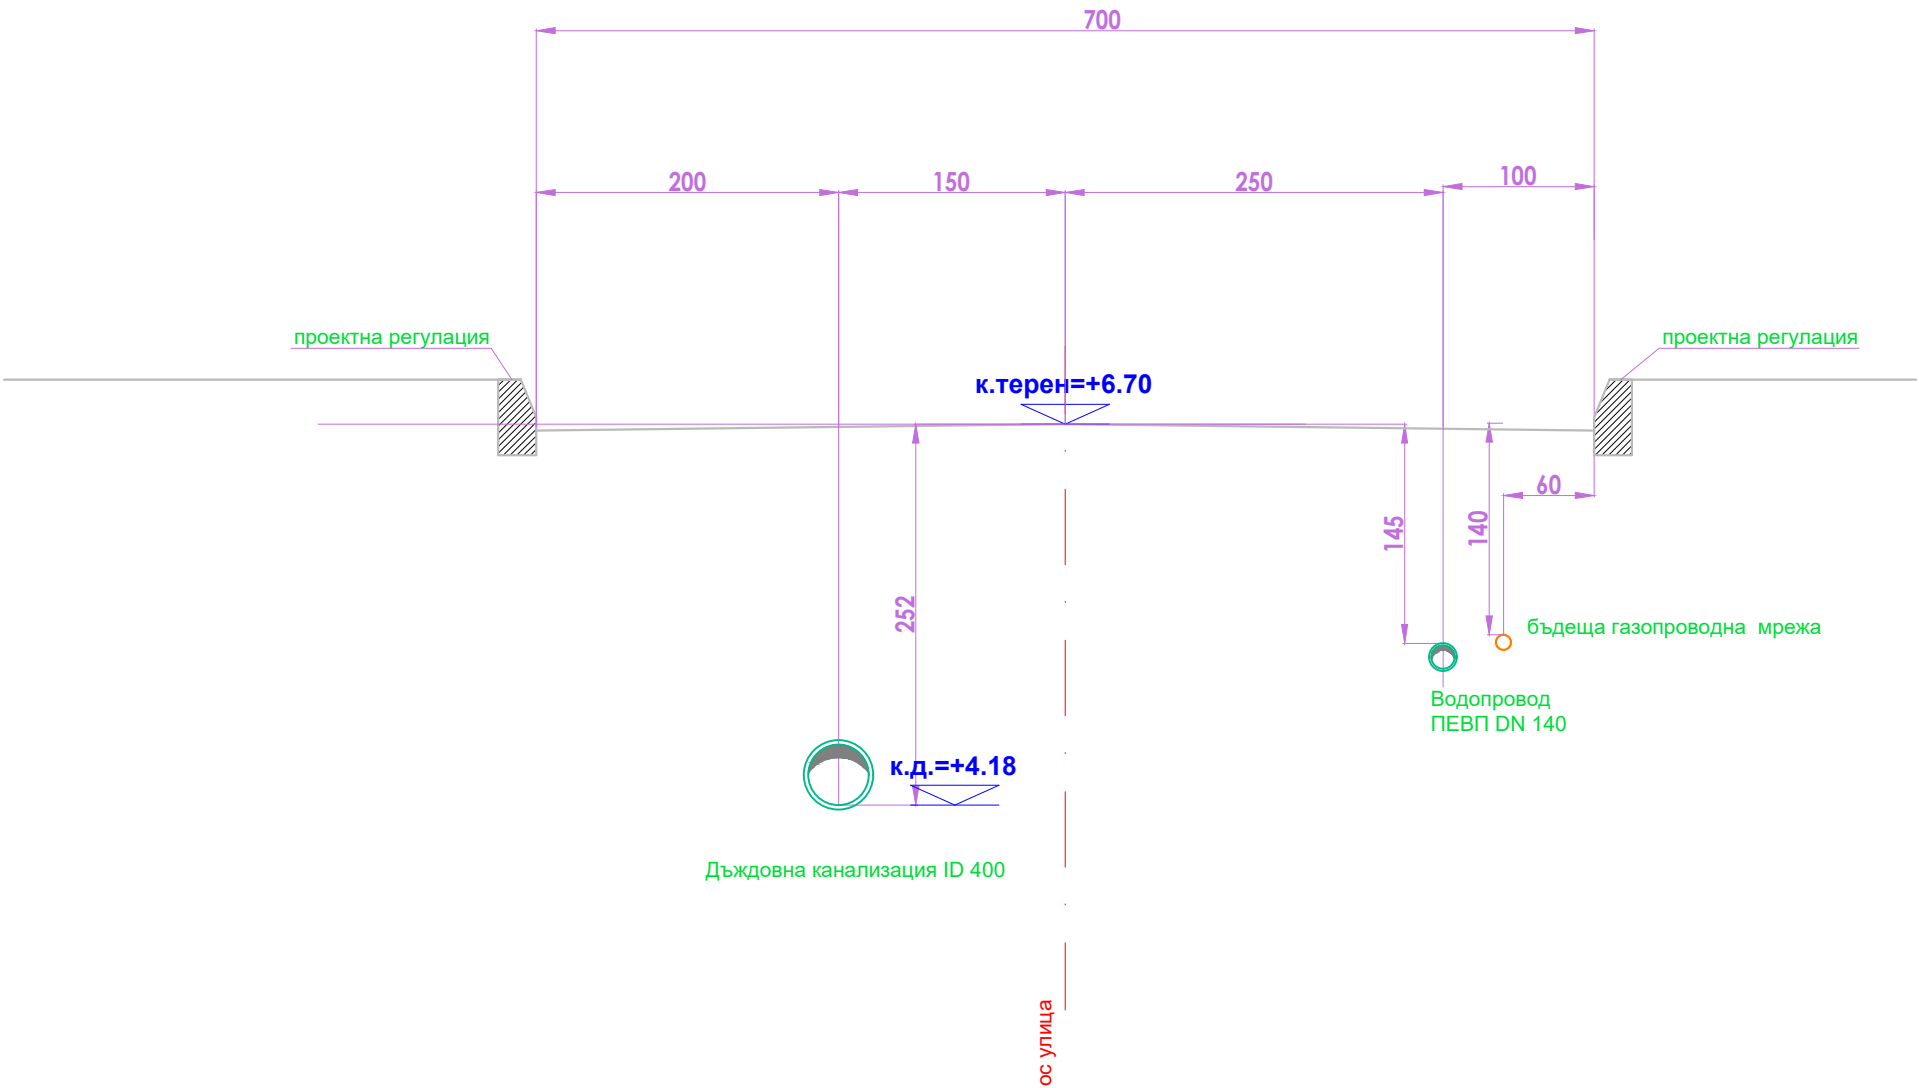 700
200
150
250
100
проектна регулация
проектна регулация
к.терен=+6.70
60
145
140
252
бъдеща газопроводна мрежа
Водопровод
ПЕВП DN 140
к.д.=+4.18
Дъждовна канализация ID 400
ос улица